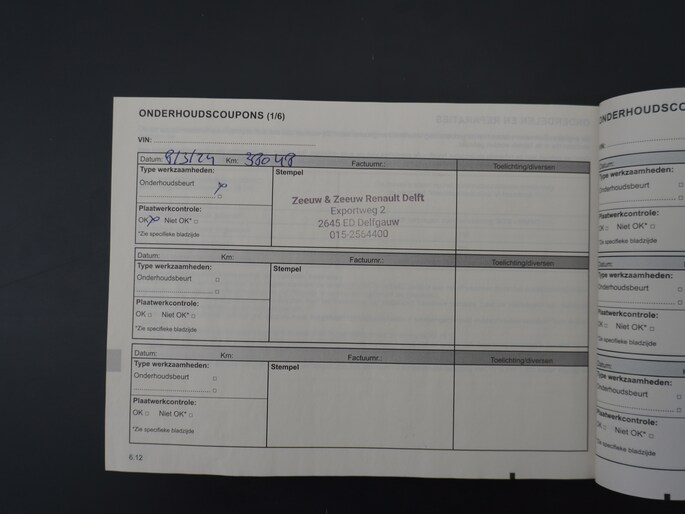 ONDERHOUDSCOUPONS (1/6)
VIN:
Datum: 8/3/24 Km: 38048 Factuurnr.: Toelichting/diversen
Type werkzaamheden: Stempel
Onderhoudsbeurt
Zeeuw & Zeeuw Renault Delft
Exportweg 2
2645 ED Delfgauw
015-2564400
Plaatwerkcontrole:
OK Niet OK*
*Zie specifieke bladzijde
Datum: Km: Factuurnr.: Toelichting/diversen
Type werkzaamheden: Stempel
Onderhoudsbeurt
Plaatwerkcontrole:
OK Niet OK*
*Zie specifieke bladzijde
Datum: Km: Factuurnr.: Toelichting/diversen
Type werkzaamheden: Stempel
Onderhoudsbeurt
Plaatwerkcontrole:
OK Niet OK*
*Zie specifieke bladzijde
6.12
ONDERHOUDSCO
VIN:
Datum:
Type werkzaamheden:
Onderhoudsbeurt
Plaatwerkcontrole:
OK Niet OK*
*Zie specifieke bladzijde
Datum:
Type werkzaamheden:
Onderhoudsbeurt
Plaatwerkcontrole:
OK Niet OK*
*Zie specifieke bladzijde
Datum:
Type werkzaamheden:
Onderhoudsbeurt
Plaatwerkcontrole:
OK Niet OK*
*Zie specifieke bladzijde